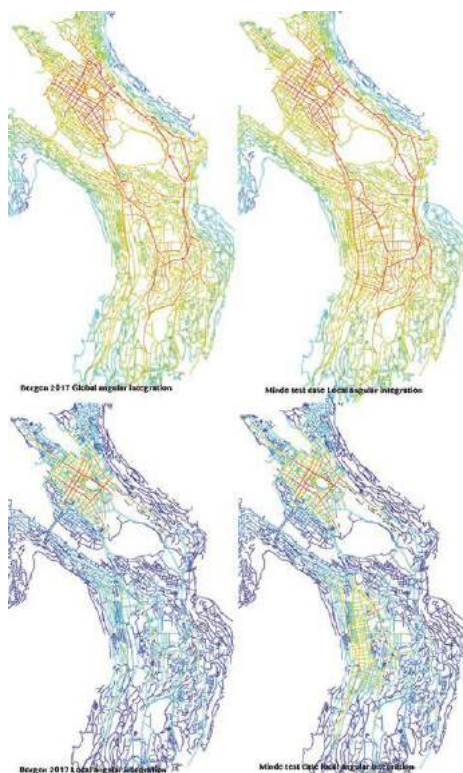 Bergen 2017 Global angular integration
Minde test case Local angular integration
Bergen 2017 Local angular integration
Minde test case local angular integration